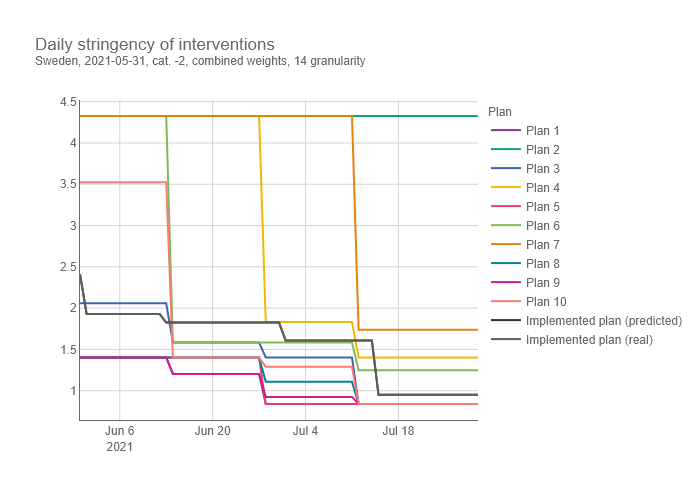 Daily stringency of interventions
Sweden, 2021-05-31, cat. -2, combined weights, 14 granularity
4.5
4
3.5
3
2.5
2
1.5
1
Jun 6
2021
Jun 20
Jul 4
Jul 18
Plan
Plan 1
Plan 2
Plan 3
Plan 4
Plan 5
Plan 6
Plan 7
Plan 8
Plan 9
Plan 10
Implemented plan (predicted)
Implemented plan (real)